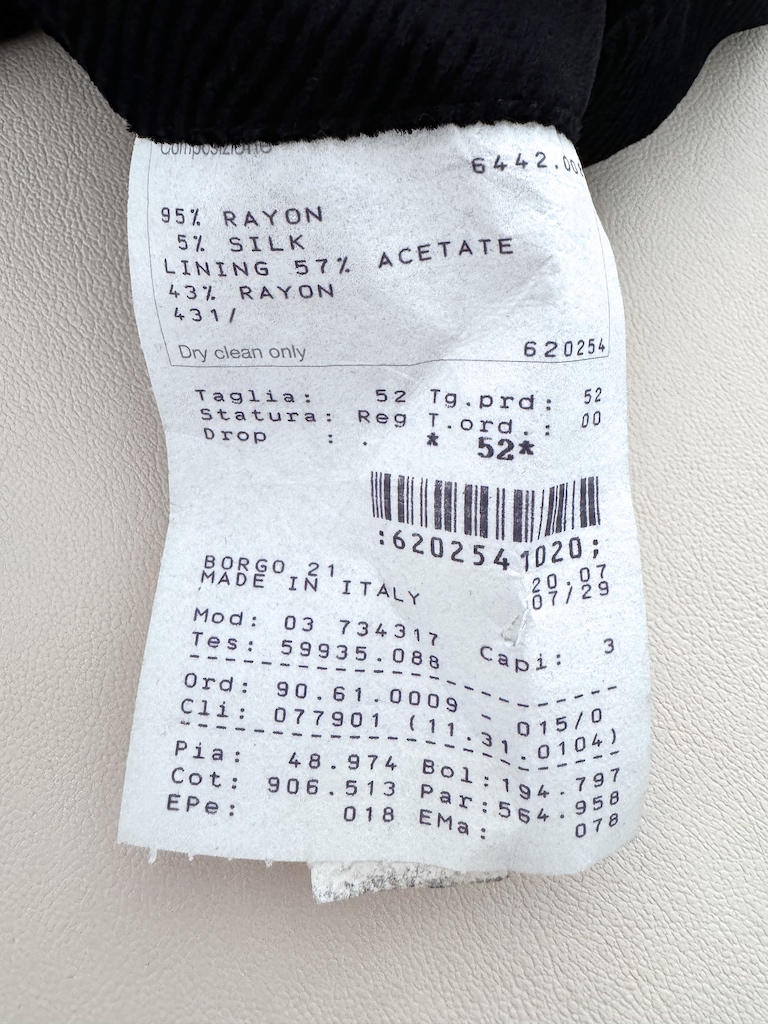 Composizione
6442.00
95% RAYON
5% SILK
LINING 57% ACETATE
43% RAYON
431/
Dry clean only 620254
Taglia: 52 Tg.prd: 52
Statura: Reg T.ord.: 00
Drop : . * 52*
:6202541020;
BORGO 21 20.07
MADE IN ITALY 07/29
Mod: 03 734317
Tes: 59935.088 Capi: 3
Ord: 90.61.0009 - 015/0
Cli: 077901 (11.31.0104)
Pia: 48.974 Bol:194.797
Cot: 906.513 Par:564.958
EPe: 018 EMa: 078